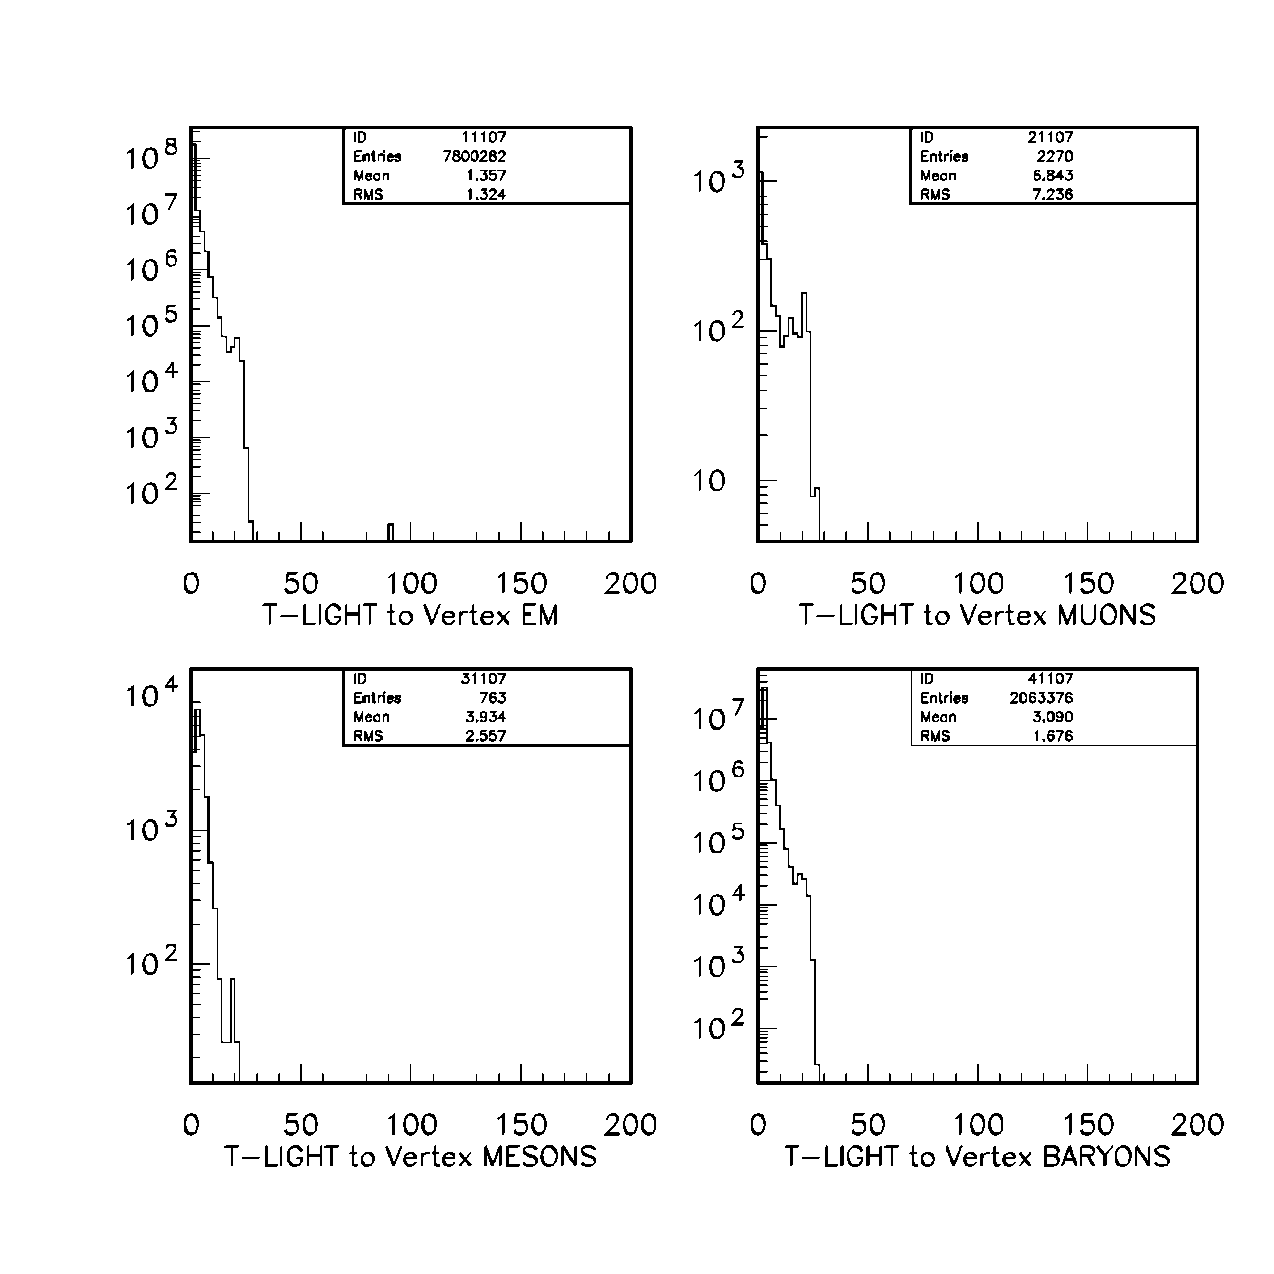 ID 11107
Entries 7800282
Mean 1.357
RMS 1.324
10^8
10^7
10^6
10^5
10^4
10^3
10^2
0 50 100 150 200
T-LIGHT to Vertex EM
ID 21107
Entries 2270
Mean 6.843
RMS 7.236
10^3
10^2
10
0 50 100 150 200
T-LIGHT to Vertex MUONS
ID 31107
Entries 763
Mean 3.934
RMS 2.557
10^4
10^3
10^2
0 50 100 150 200
T-LIGHT to Vertex MESONS
ID 41107
Entries 2063376
Mean 3.090
RMS 1.676
10^7
10^6
10^5
10^4
10^3
10^2
0 50 100 150 200
T-LIGHT to Vertex BARYONS